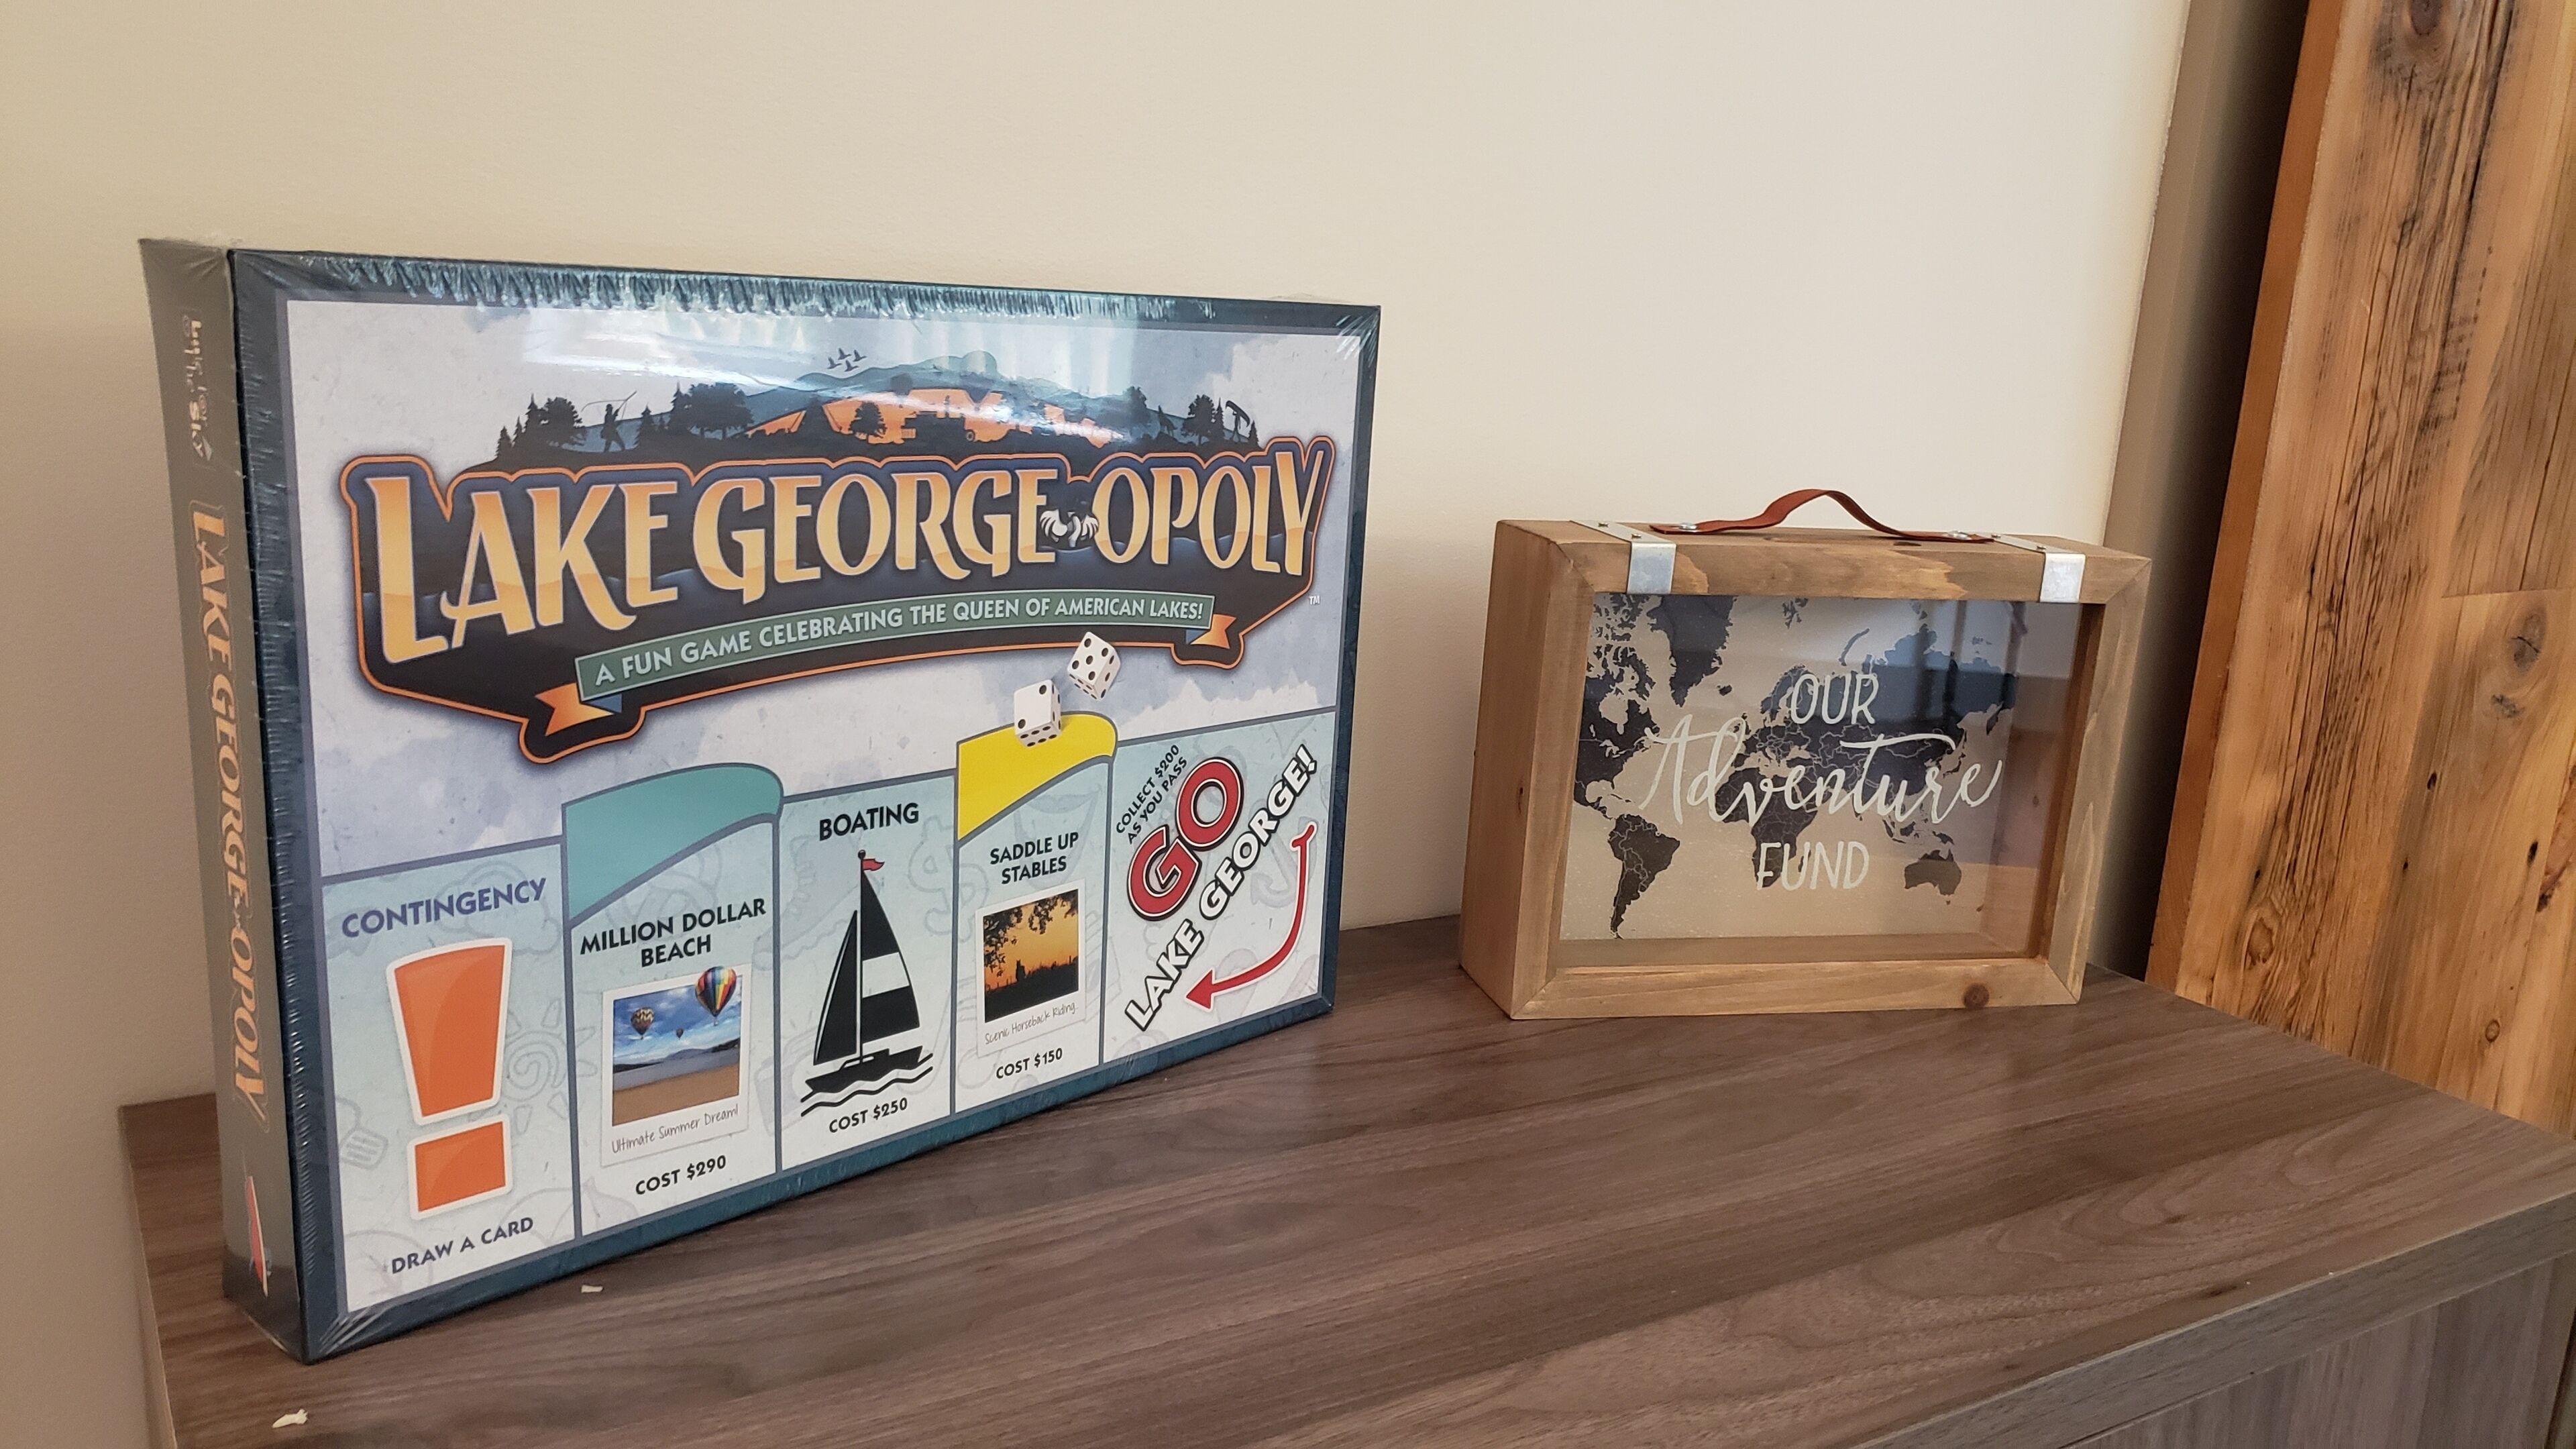 LAKE GEORGE-OPOLY
LAKE GEORGE OPOLY
™
A FUN GAME CELEBRATING THE QUEEN OF AMERICAN LAKES!
CONTINGENCY
DRAW A CARD
MILLION DOLLAR
BEACH
Ultimate Summer Dream!
COST $290
BOATING
COST $250
SADDLE UP
STABLES
Scenic Horseback Riding.
COST $150
COLLECT $200
AS YOU PASS
GO
LAKE GEORGE!
OUR
Adventure
FUND